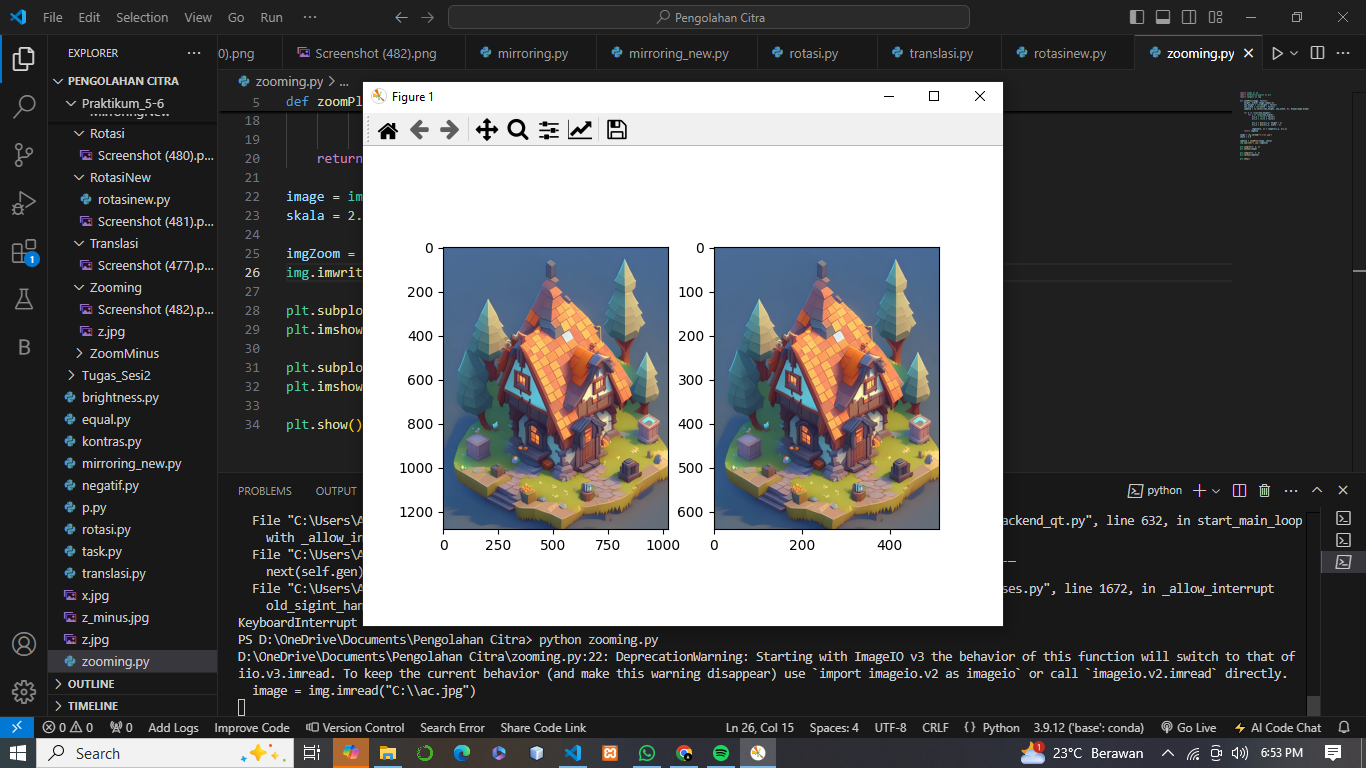 File Edit Selection View Go Run ··· Pengolahan Citra
EXPLORER ···
PENGOLAHAN CITRA
Praktikum_5-6
MirroringNew
Rotasi
Screenshot (480).p...
RotasiNew
rotasinew.py
Screenshot (481).p...
Translasi
Screenshot (477).p...
Zooming
Screenshot (482).p...
z.jpg
ZoomMinus
Tugas_Sesi2
brightness.py
equal.py
kontras.py
mirroring_new.py
negatif.py
p.py
rotasi.py
task.py
translasi.py
x.jpg
z_minus.jpg
z.jpg
zooming.py
OUTLINE
TIMELINE
1
B
0).png Screenshot (482).png mirroring.py mirroring_new.py rotasi.py translasi.py rotasinew.py zooming.py
zooming.py > ...
5 def zoomPl
18
19
20 return
21
22 image = im
23 skala = 2.
24
25 imgZoom =
26 img.imwrit
27
28 plt.subplo
29 plt.imshow
30
31 plt.subplo
32 plt.imshow
33
34 plt.show()
Figure 1
0
200
400
600
800
1000
1200
0 250 500 750 1000
0
100
200
300
400
500
600
0 200 400
PROBLEMS OUTPUT python
File "C:\Users\A ackend_qt.py", line 632, in start_main_loop
with _allow_in
File "C:\Users\A
next(self.gen)
File "C:\Users\A ses.py", line 1672, in _allow_interrupt
old_sigint_han
KeyboardInterrupt
PS D:\OneDrive\Documents\Pengolahan Citra> python zooming.py
D:\OneDrive\Documents\Pengolahan Citra\zooming.py:22: DeprecationWarning: Starting with ImageIO v3 the behavior of this function will switch to that of
iio.v3.imread. To keep the current behavior (and make this warning disappear) use `import imageio.v2 as imageio` or call `imageio.v2.imread` directly.
image = img.imread("C:\\ac.jpg")
0 0 0 Add Logs Improve Code Version Control Search Error Share Code Link Ln 26, Col 15 Spaces: 4 UTF-8 CRLF {} Python 3.9.12 ('base': conda) Go Live AI Code Chat
Search 1 23°C Berawan 6:53 PM